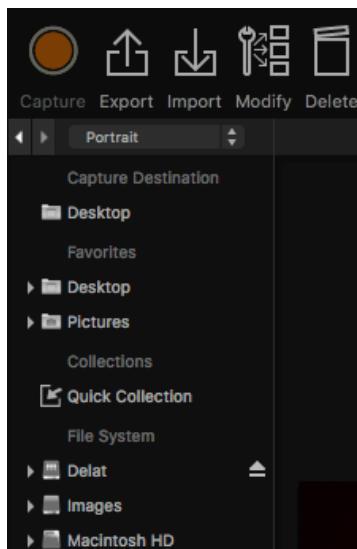 Capture Export Import Modify Delete
Portrait
Capture Destination
Desktop
Favorites
Desktop
Pictures
Collections
Quick Collection
File System
Delat
Images
Macintosh HD